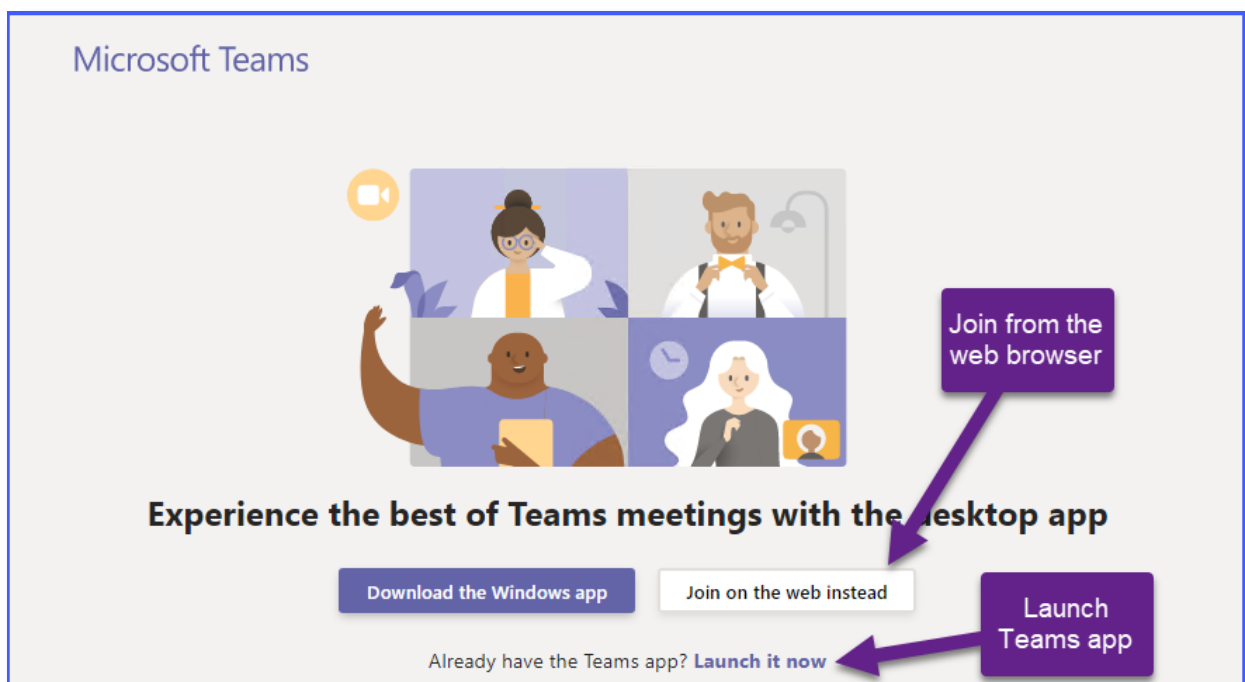 Microsoft Teams
Join from the
web browser
Experience the best of Teams meetings with the desktop app
Download the Windows app
Join on the web instead
Launch
Teams app
Already have the Teams app? Launch it now